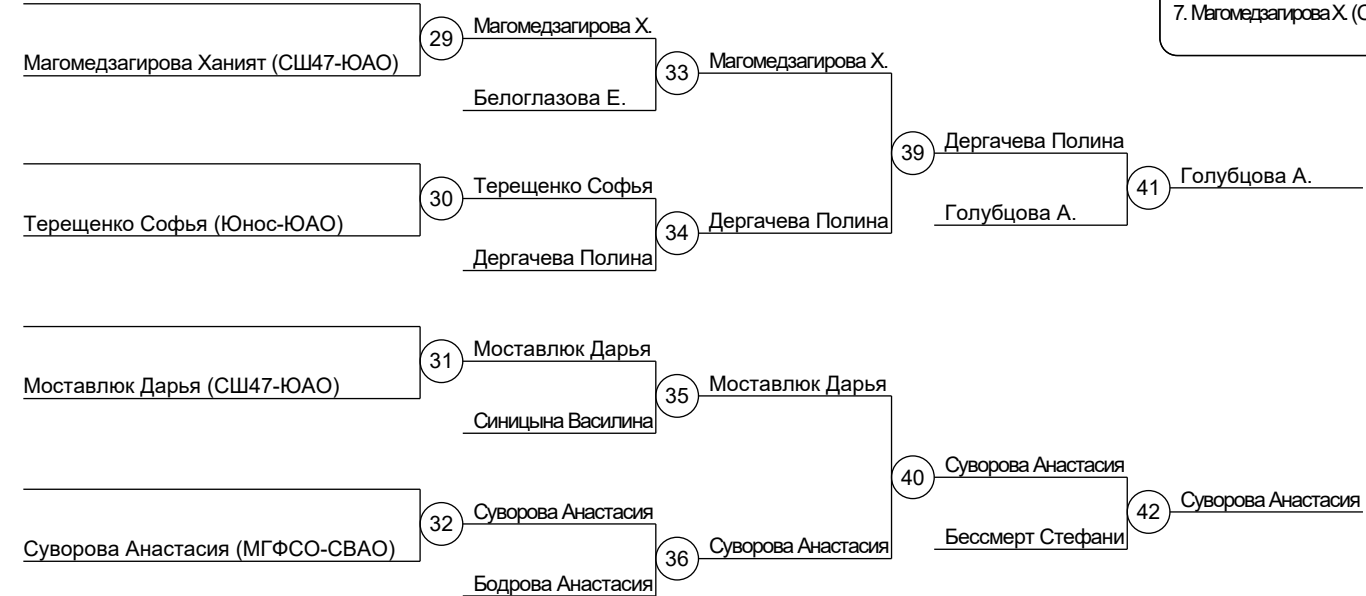 7. Магомедзагирова Х. (С
Магомедзагирова Ханият (СШ47-ЮАО)
29
Магомедзагирова Х.
Белоглазова Е.
33
Магомедзагирова Х.
Терещенко Софья (Юнос-ЮАО)
30
Терещенко Софья
Дергачева Полина
34
Дергачева Полина
39
Дергачева Полина
Голубцова А.
41
Голубцова А.
Моставлюк Дарья (СШ47-ЮАО)
31
Моставлюк Дарья
Синицына Василина
35
Моставлюк Дарья
Суворова Анастасия (МГФСО-СВАО)
32
Суворова Анастасия
Бодрова Анастасия
36
Суворова Анастасия
40
Суворова Анастасия
Бессмерт Стефани
42
Суворова Анастасия